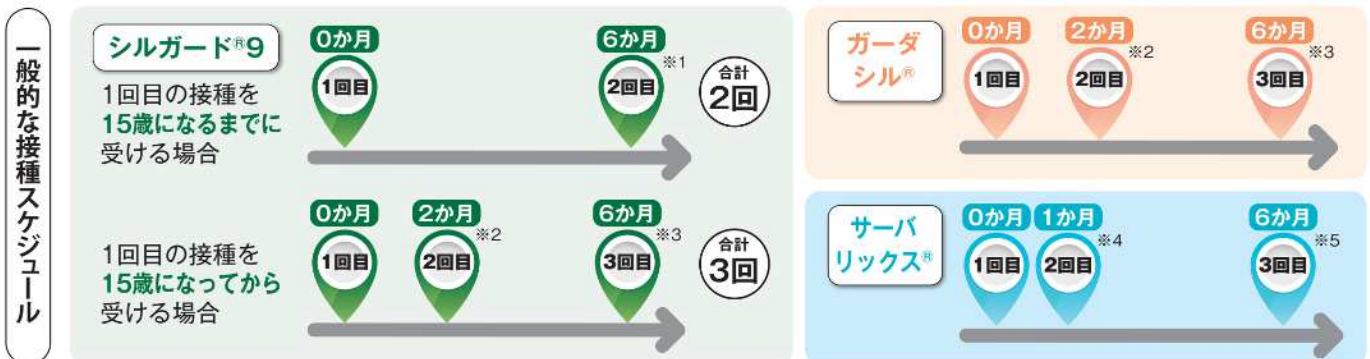 一般的な接種スケジュール
シルガード®9
1回目の接種を
15歳になるまでに
受ける場合
0か月
6か月
1回目
2回目
※1
合計
2回
1回目の接種を
15歳になってから
受ける場合
0か月
2か月
6か月
1回目
2回目
※2
3回目
※3
合計
3回
ガーダ
シル®
0か月
2か月
6か月
1回目
2回目
※2
3回目
※3
サーバ
リックス®
0か月
1か月
6か月
1回目
2回目
※4
3回目
※5